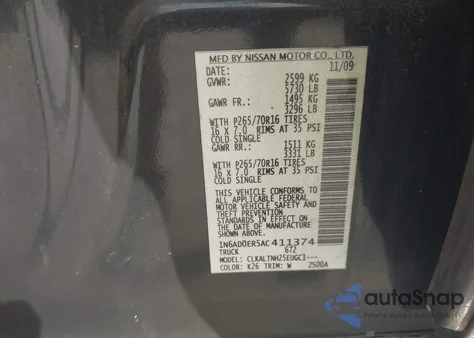 MFD BY NISSAN MOTOR CO., LTD.
DATE: 11/09
GVWR: 2599 KG
5730 LB
GAWR FR.: 1495 KG
3296 LB
WITH P265/70R16 TIRES
16 x 7.0 RIMS AT 35 PSI
COLD SINGLE
GAWR RR.: 1511 KG
3331 LB
WITH P265/70R16 TIRES
16 x 7.0 RIMS AT 35 PSI
COLD SINGLE
THIS VEHICLE CONFORMS TO
ALL APPLICABLE FEDERAL
MOTOR VEHICLE SAFETY AND
THEFT PREVENTION
STANDARDS IN EFFECT ON
THE DATE OF MANUFACTURE
SHOWN ABOVE.
1N6AD0ER5AC411374
TRUCK 672
MODEL: CLKALTNH25EUGC1---
COLOR: K26 TRIM: W 2500A
autoSnap
Powered by AutoAuctions.io